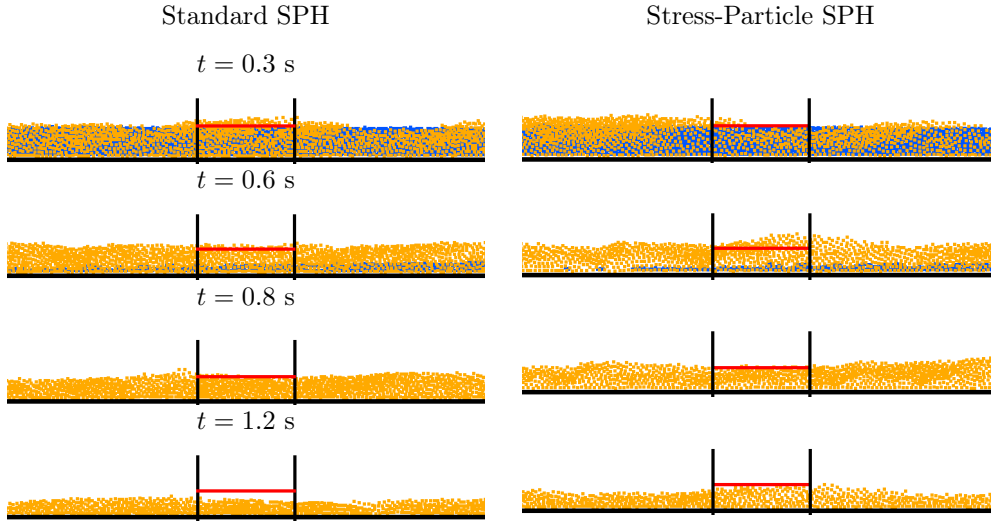 Standard SPH
Stress-Particle SPH
t = 0.3 s
t = 0.6 s
t = 0.8 s
t = 1.2 s